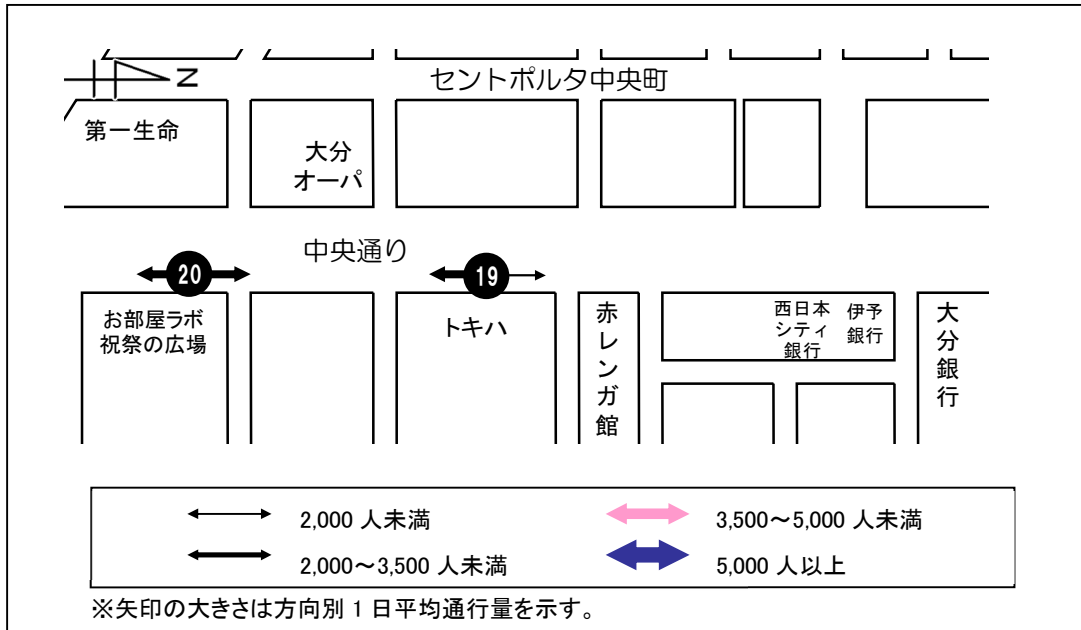 N
セントポルタ中央町
第一生命
大分
オーパ
中央通り
20
19
お部屋ラボ
祝祭の広場
トキハ
赤レンガ館
西日本
シティ
銀行
伊予
銀行
大分銀行
2,000 人未満
3,500～5,000 人未満
2,000～3,500 人未満
5,000 人以上
※矢印の大きさは方向別 1 日平均通行量を示す。